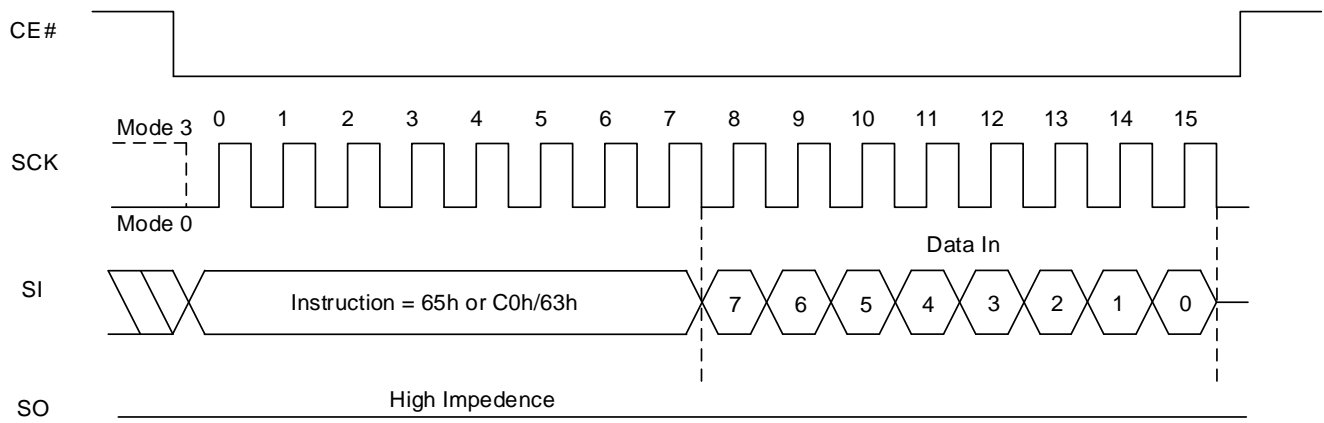 CE#
Mode 3 0 1 2 3 4 5 6 7 8 9 10 11 12 13 14 15
SCK
Mode 0
Data In
SI Instruction = 65h or C0h/63h 7 6 5 4 3 2 1 0
High Impedence
SO